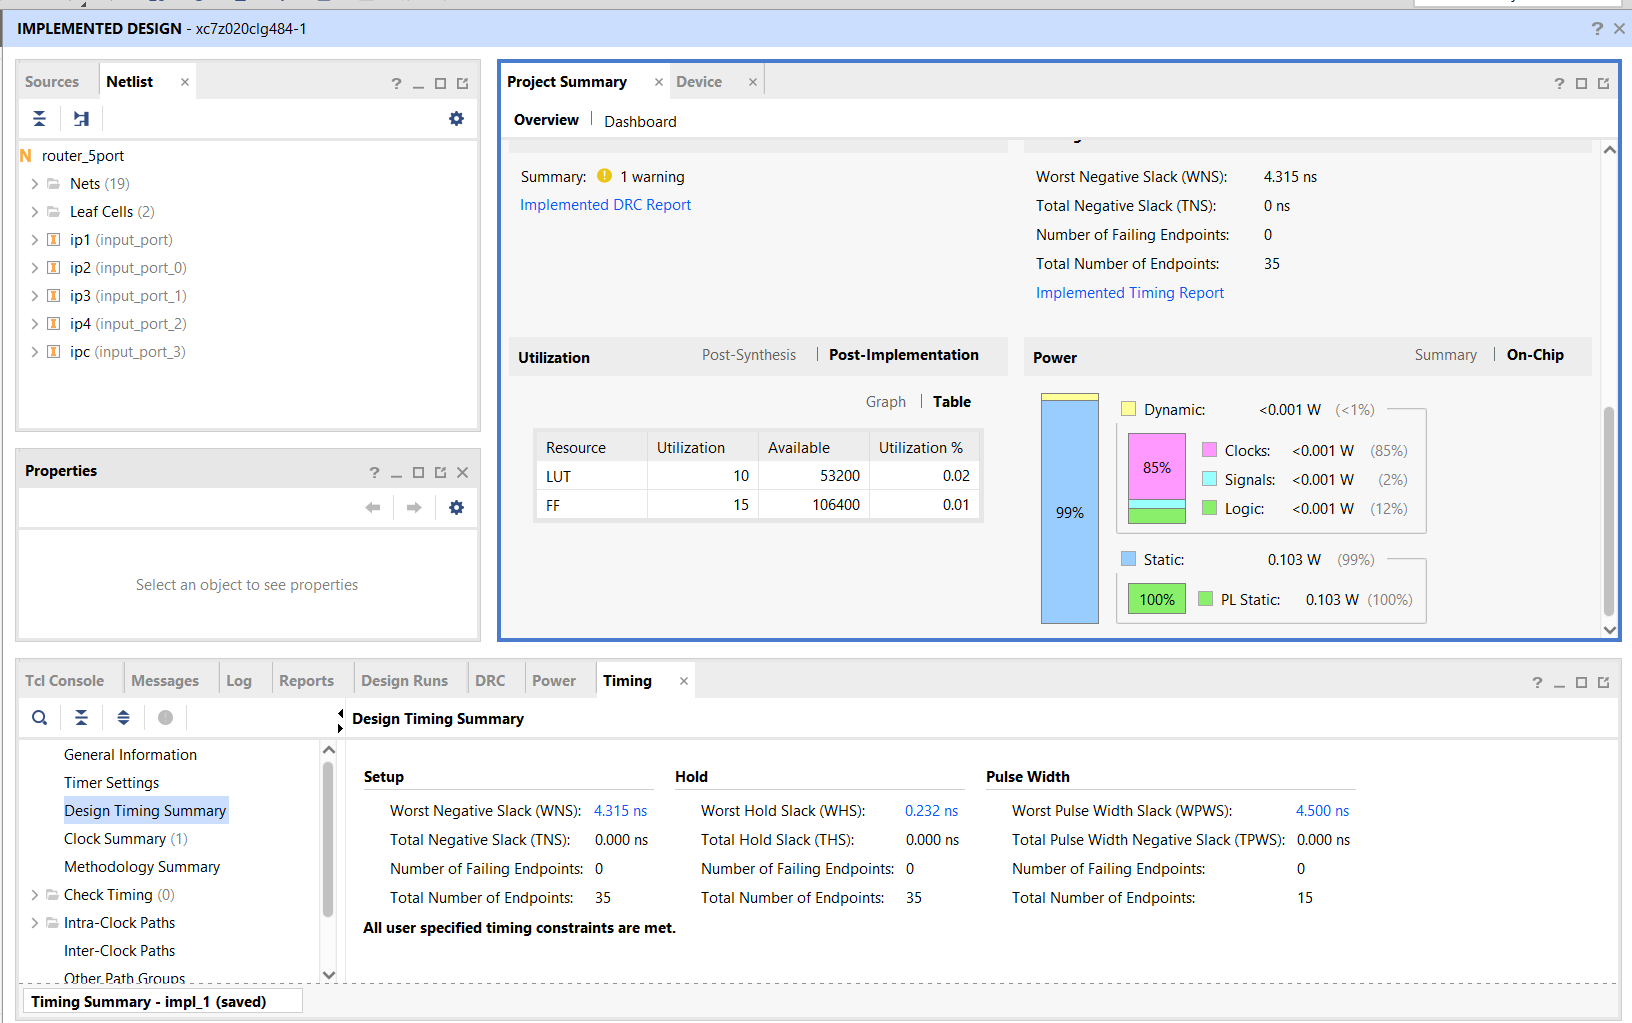 IMPLEMENTED DESIGN - xc7z020clg484-1
Sources Netlist
N router_5port
Nets (19)
Leaf Cells (2)
ip1 (input_port)
ip2 (input_port_0)
ip3 (input_port_1)
ip4 (input_port_2)
ipc (input_port_3)
Properties
Select an object to see properties
Project Summary Device
Overview Dashboard
Summary: 1 warning
Implemented DRC Report
Worst Negative Slack (WNS): 4.315 ns
Total Negative Slack (TNS): 0 ns
Number of Failing Endpoints: 0
Total Number of Endpoints: 35
Implemented Timing Report
Utilization Post-Synthesis Post-Implementation
Graph Table
Resource Utilization Available Utilization %
LUT 10 53200 0.02
FF 15 106400 0.01
Power Summary On-Chip
99%
Dynamic: <0.001 W (<1%)
85%
Clocks: <0.001 W (85%)
Signals: <0.001 W (2%)
Logic: <0.001 W (12%)
Static: 0.103 W (99%)
100% PL Static: 0.103 W (100%)
Tcl Console Messages Log Reports Design Runs DRC Power Timing
General Information
Timer Settings
Design Timing Summary
Clock Summary (1)
Methodology Summary
Check Timing (0)
Intra-Clock Paths
Inter-Clock Paths
Other Path Groups
Design Timing Summary
Setup Hold Pulse Width
Worst Negative Slack (WNS): 4.315 ns Worst Hold Slack (WHS): 0.232 ns Worst Pulse Width Slack (WPWS): 4.500 ns
Total Negative Slack (TNS): 0.000 ns Total Hold Slack (THS): 0.000 ns Total Pulse Width Negative Slack (TPWS): 0.000 ns
Number of Failing Endpoints: 0 Number of Failing Endpoints: 0 Number of Failing Endpoints: 0
Total Number of Endpoints: 35 Total Number of Endpoints: 35 Total Number of Endpoints: 15
All user specified timing constraints are met.
Timing Summary - impl_1 (saved)